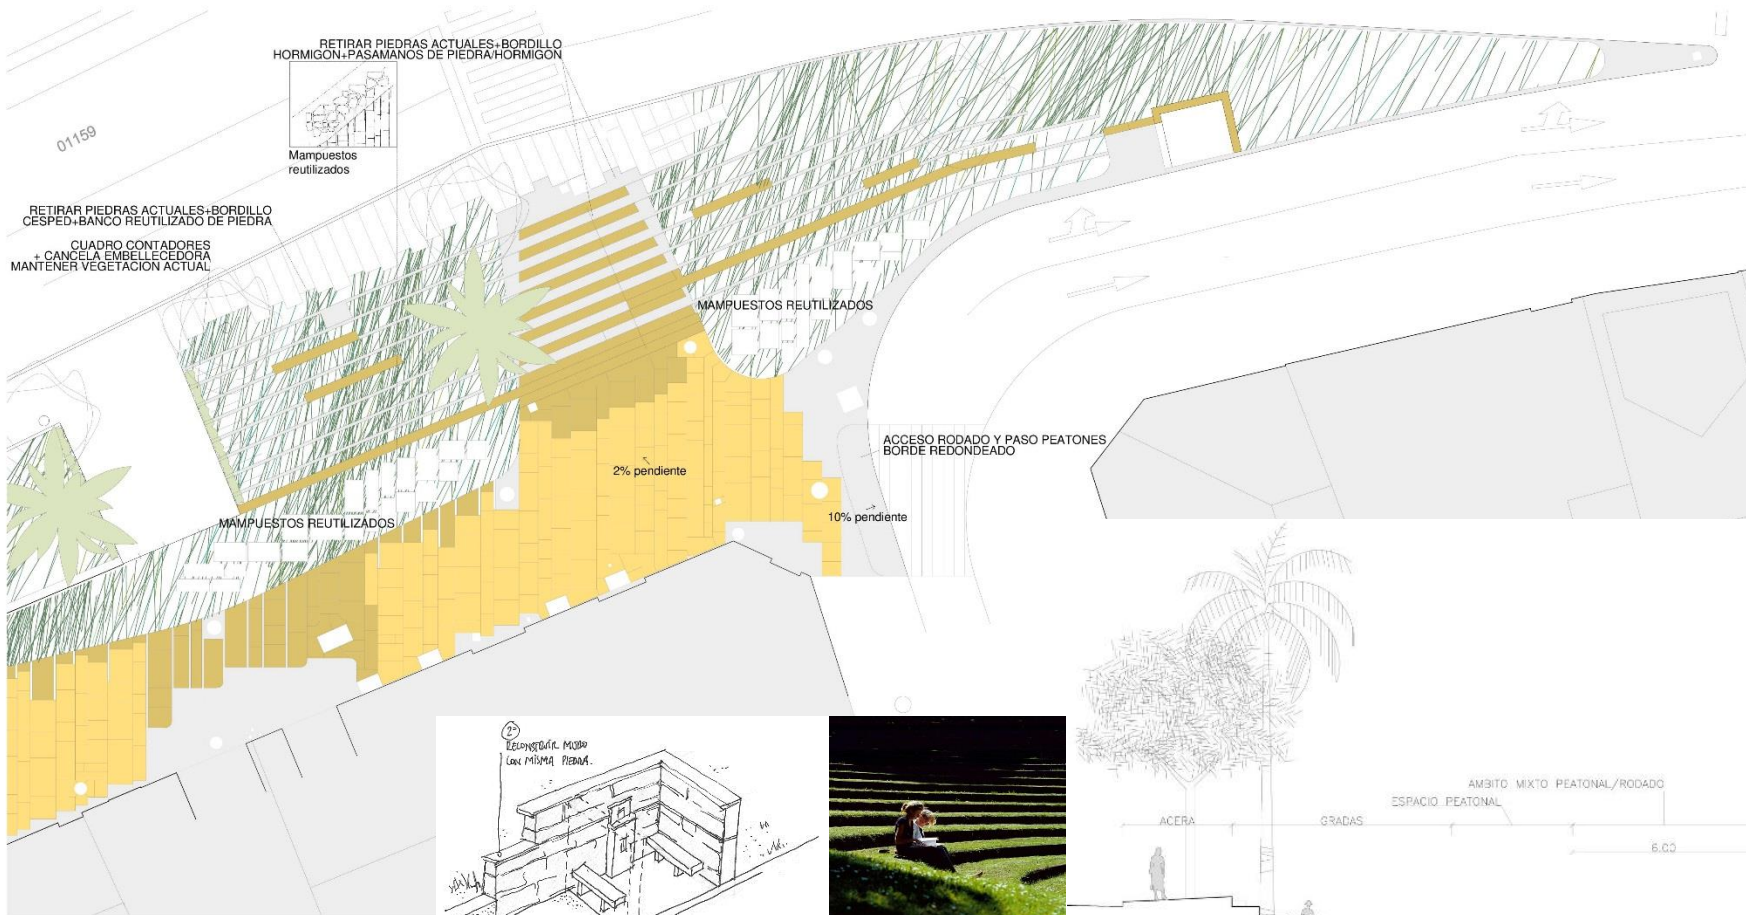 RETIRAR PIEDRAS ACTUALES+BORDILLO
HORMIGON+PASAMANOS DE PIEDRA/HORMIGON
01159
Mampuestos
reutilizados
RETIRAR PIEDRAS ACTUALES+BORDILLO
CESPED+BANCO REUTILIZADO DE PIEDRA
CUADRO CONTADORES
+ CANCELA EMBELLECEDORA
MANTENER VEGETACION ACTUAL
MAMPUESTOS REUTILIZADOS
ACCESO RODADO Y PASO PEATONES
BORDE REDONDEADO
2% pendiente
10% pendiente
MAMPUESTOS REUTILIZADOS
2º
RECONSTRUIR MURO
CON MISMA PIEDRA.
AMBITO MIXTO PEATONAL/RODADO
ESPACIO PEATONAL
ACERA
GRADAS
6.00